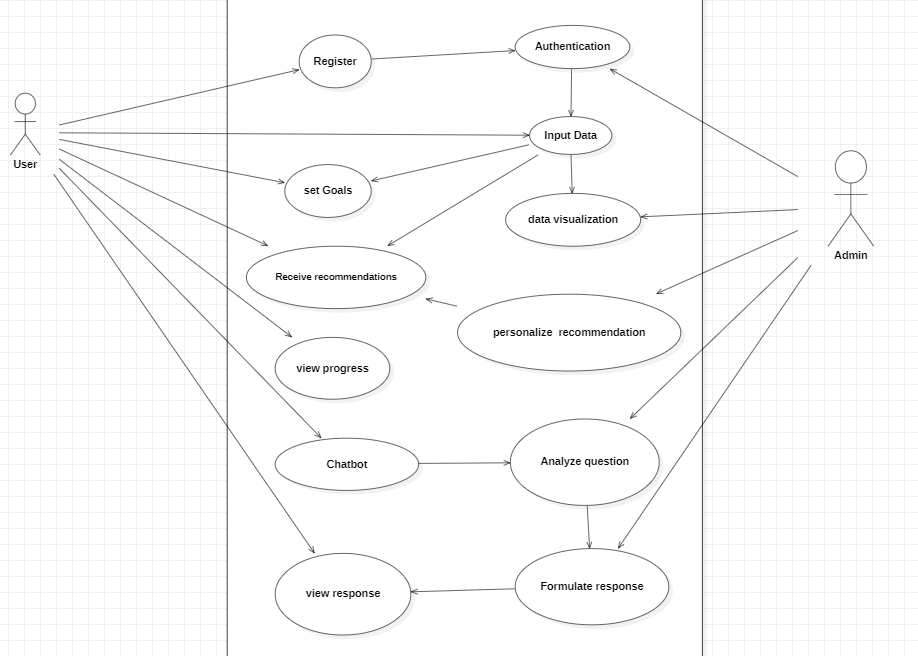 Authentication
Register
Input Data
User
set Goals
data visualization
Admin
Receive recommendations
personalize  recommendation
view progress
Chatbot
Analyze question
Formulate response
view response